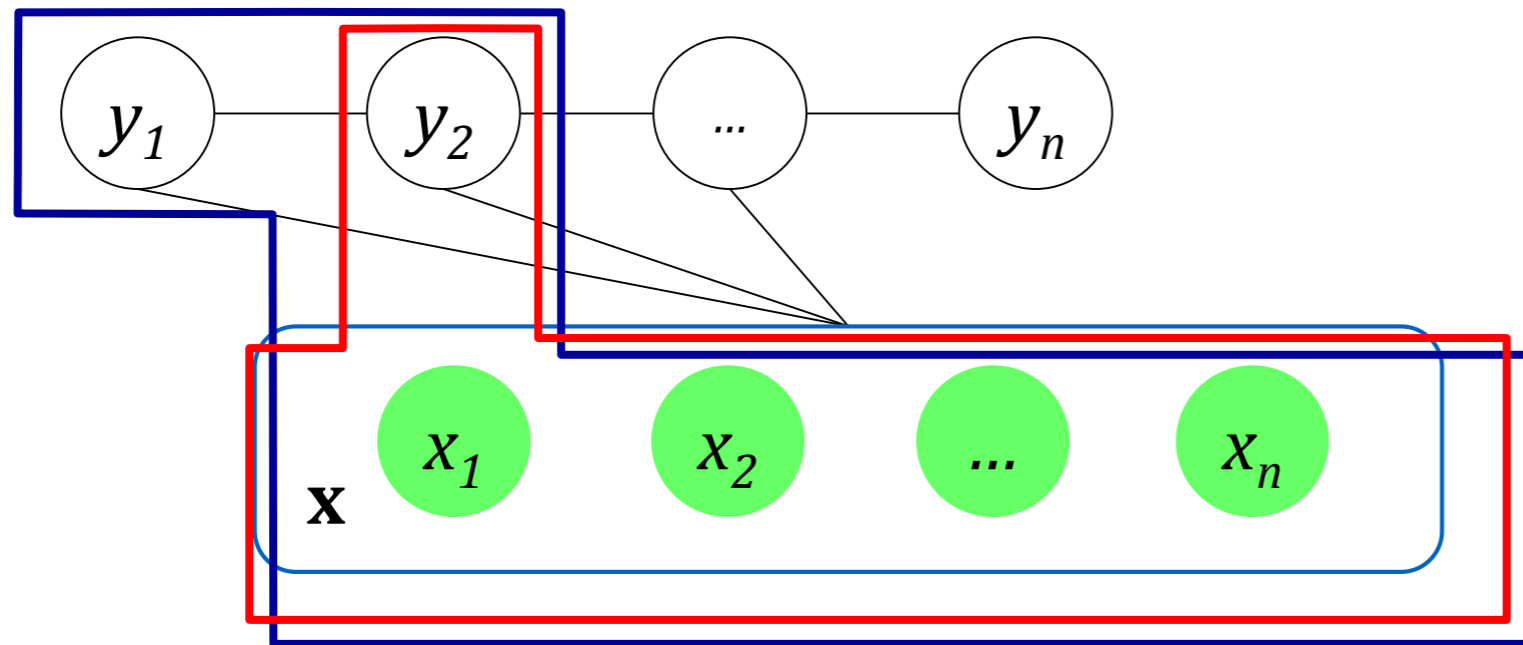 y₁ y₂ ... yₙ
x₁ x₂ ... xₙ
x